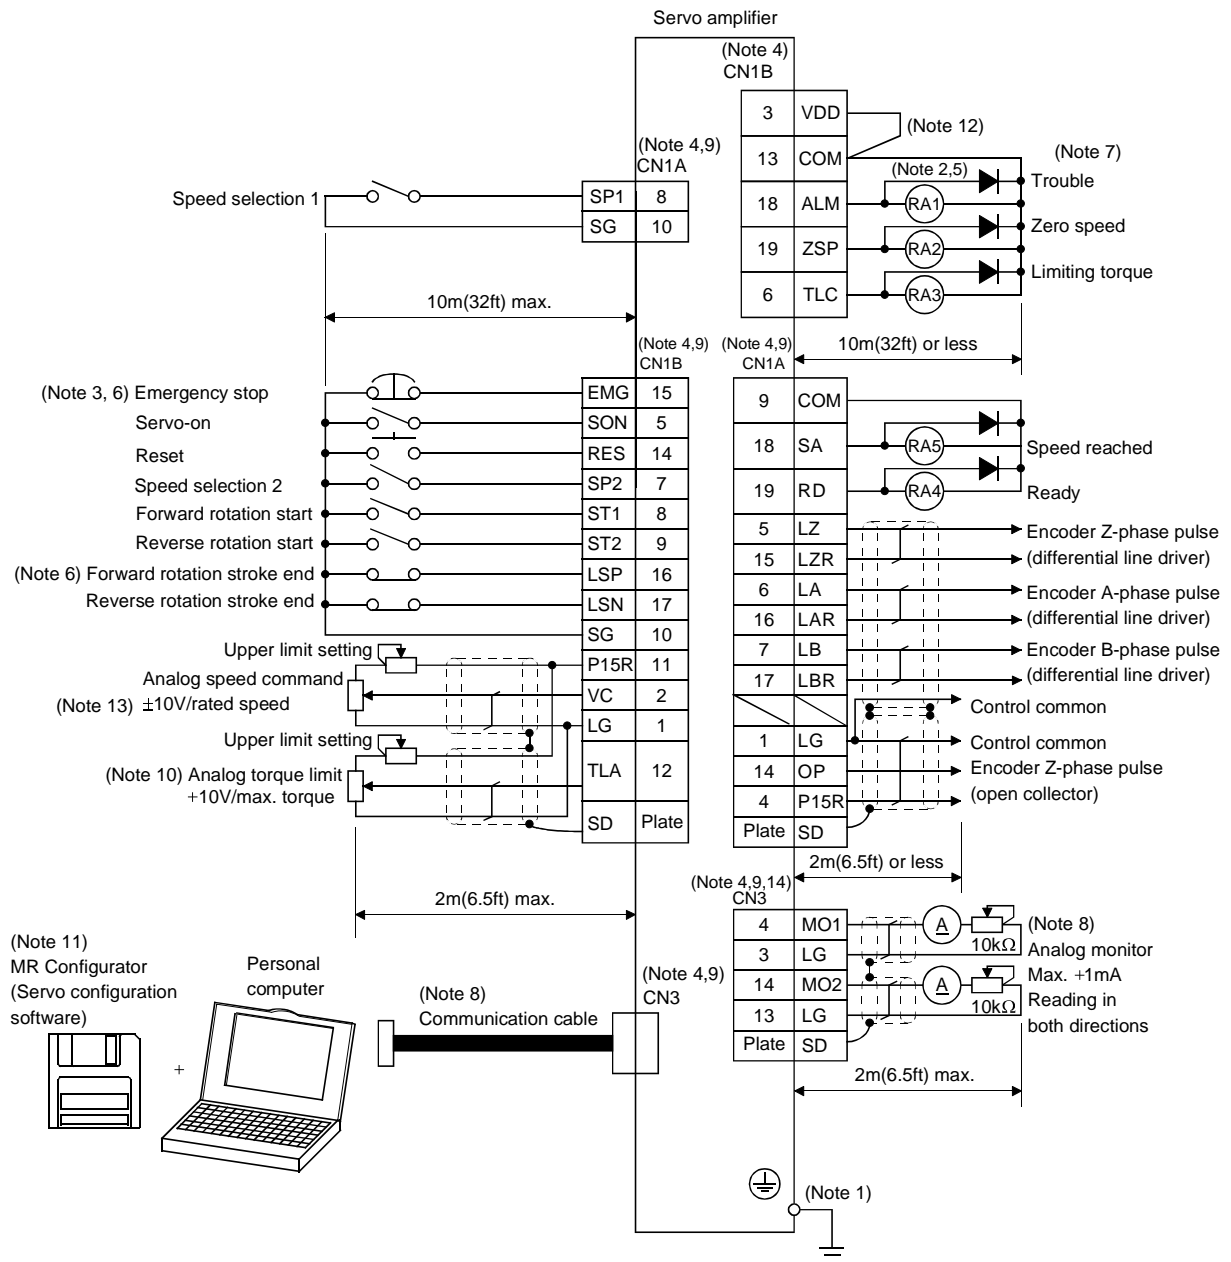 Servo amplifier
(Note 4)
CN1B
3 VDD
(Note 12)
13 COM
(Note 7)
(Note 2,5)
Trouble
18 ALM RA1
Zero speed
19 ZSP RA2
Limiting torque
6 TLC RA3
10m(32ft) or less
(Note 4,9)
CN1A
Speed selection 1
SP1 8
SG 10
10m(32ft) max.
(Note 4,9)
CN1B
(Note 3, 6) Emergency stop
EMG 15
Servo-on
SON 5
Reset
RES 14
Speed selection 2
SP2 7
Forward rotation start
ST1 8
Reverse rotation start
ST2 9
(Note 6) Forward rotation stroke end
LSP 16
Reverse rotation stroke end
LSN 17
SG 10
Upper limit setting
P15R 11
Analog speed command
VC 2
(Note 13) ±10V/rated speed
LG 1
Upper limit setting
(Note 10) Analog torque limit
TLA 12
+10V/max. torque
SD Plate
2m(6.5ft) max.
(Note 4,9)
CN1A
9 COM
18 SA RA5
Speed reached
19 RD RA4
Ready
5 LZ
Encoder Z-phase pulse
15 LZR
(differential line driver)
6 LA
Encoder A-phase pulse
16 LAR
(differential line driver)
7 LB
Encoder B-phase pulse
17 LBR
(differential line driver)
Control common
1 LG
Control common
14 OP
Encoder Z-phase pulse
4 P15R
(open collector)
Plate SD
2m(6.5ft) or less
(Note 4,9,14)
CN3
4 MO1 A 10kΩ
(Note 8)
3 LG
Analog monitor
Max. +1mA
14 MO2 A 10kΩ
Reading in
13 LG
both directions
Plate SD
2m(6.5ft) max.
(Note 11)
MR Configurator
(Servo configuration
software)
+
Personal
computer
(Note 8)
Communication cable
(Note 4,9)
CN3
(Note 1)